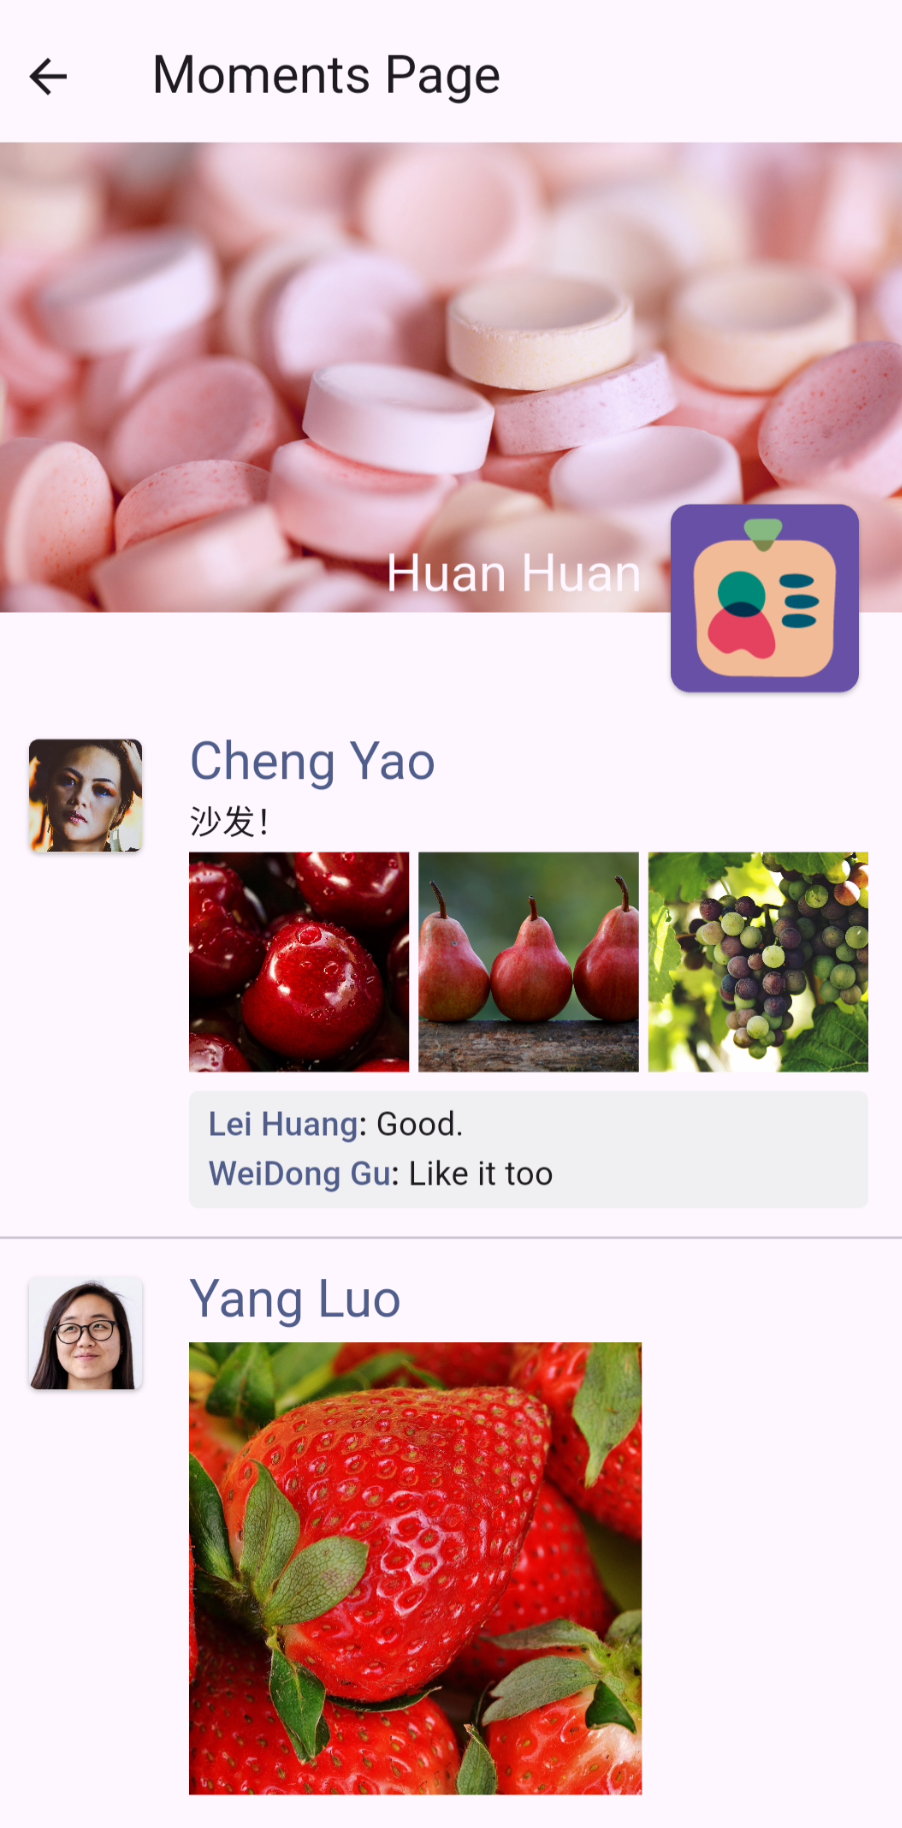 Moments Page
Huan Huan
Cheng Yao
沙发！
Lei Huang: Good.
WeiDong Gu: Like it too
Yang Luo